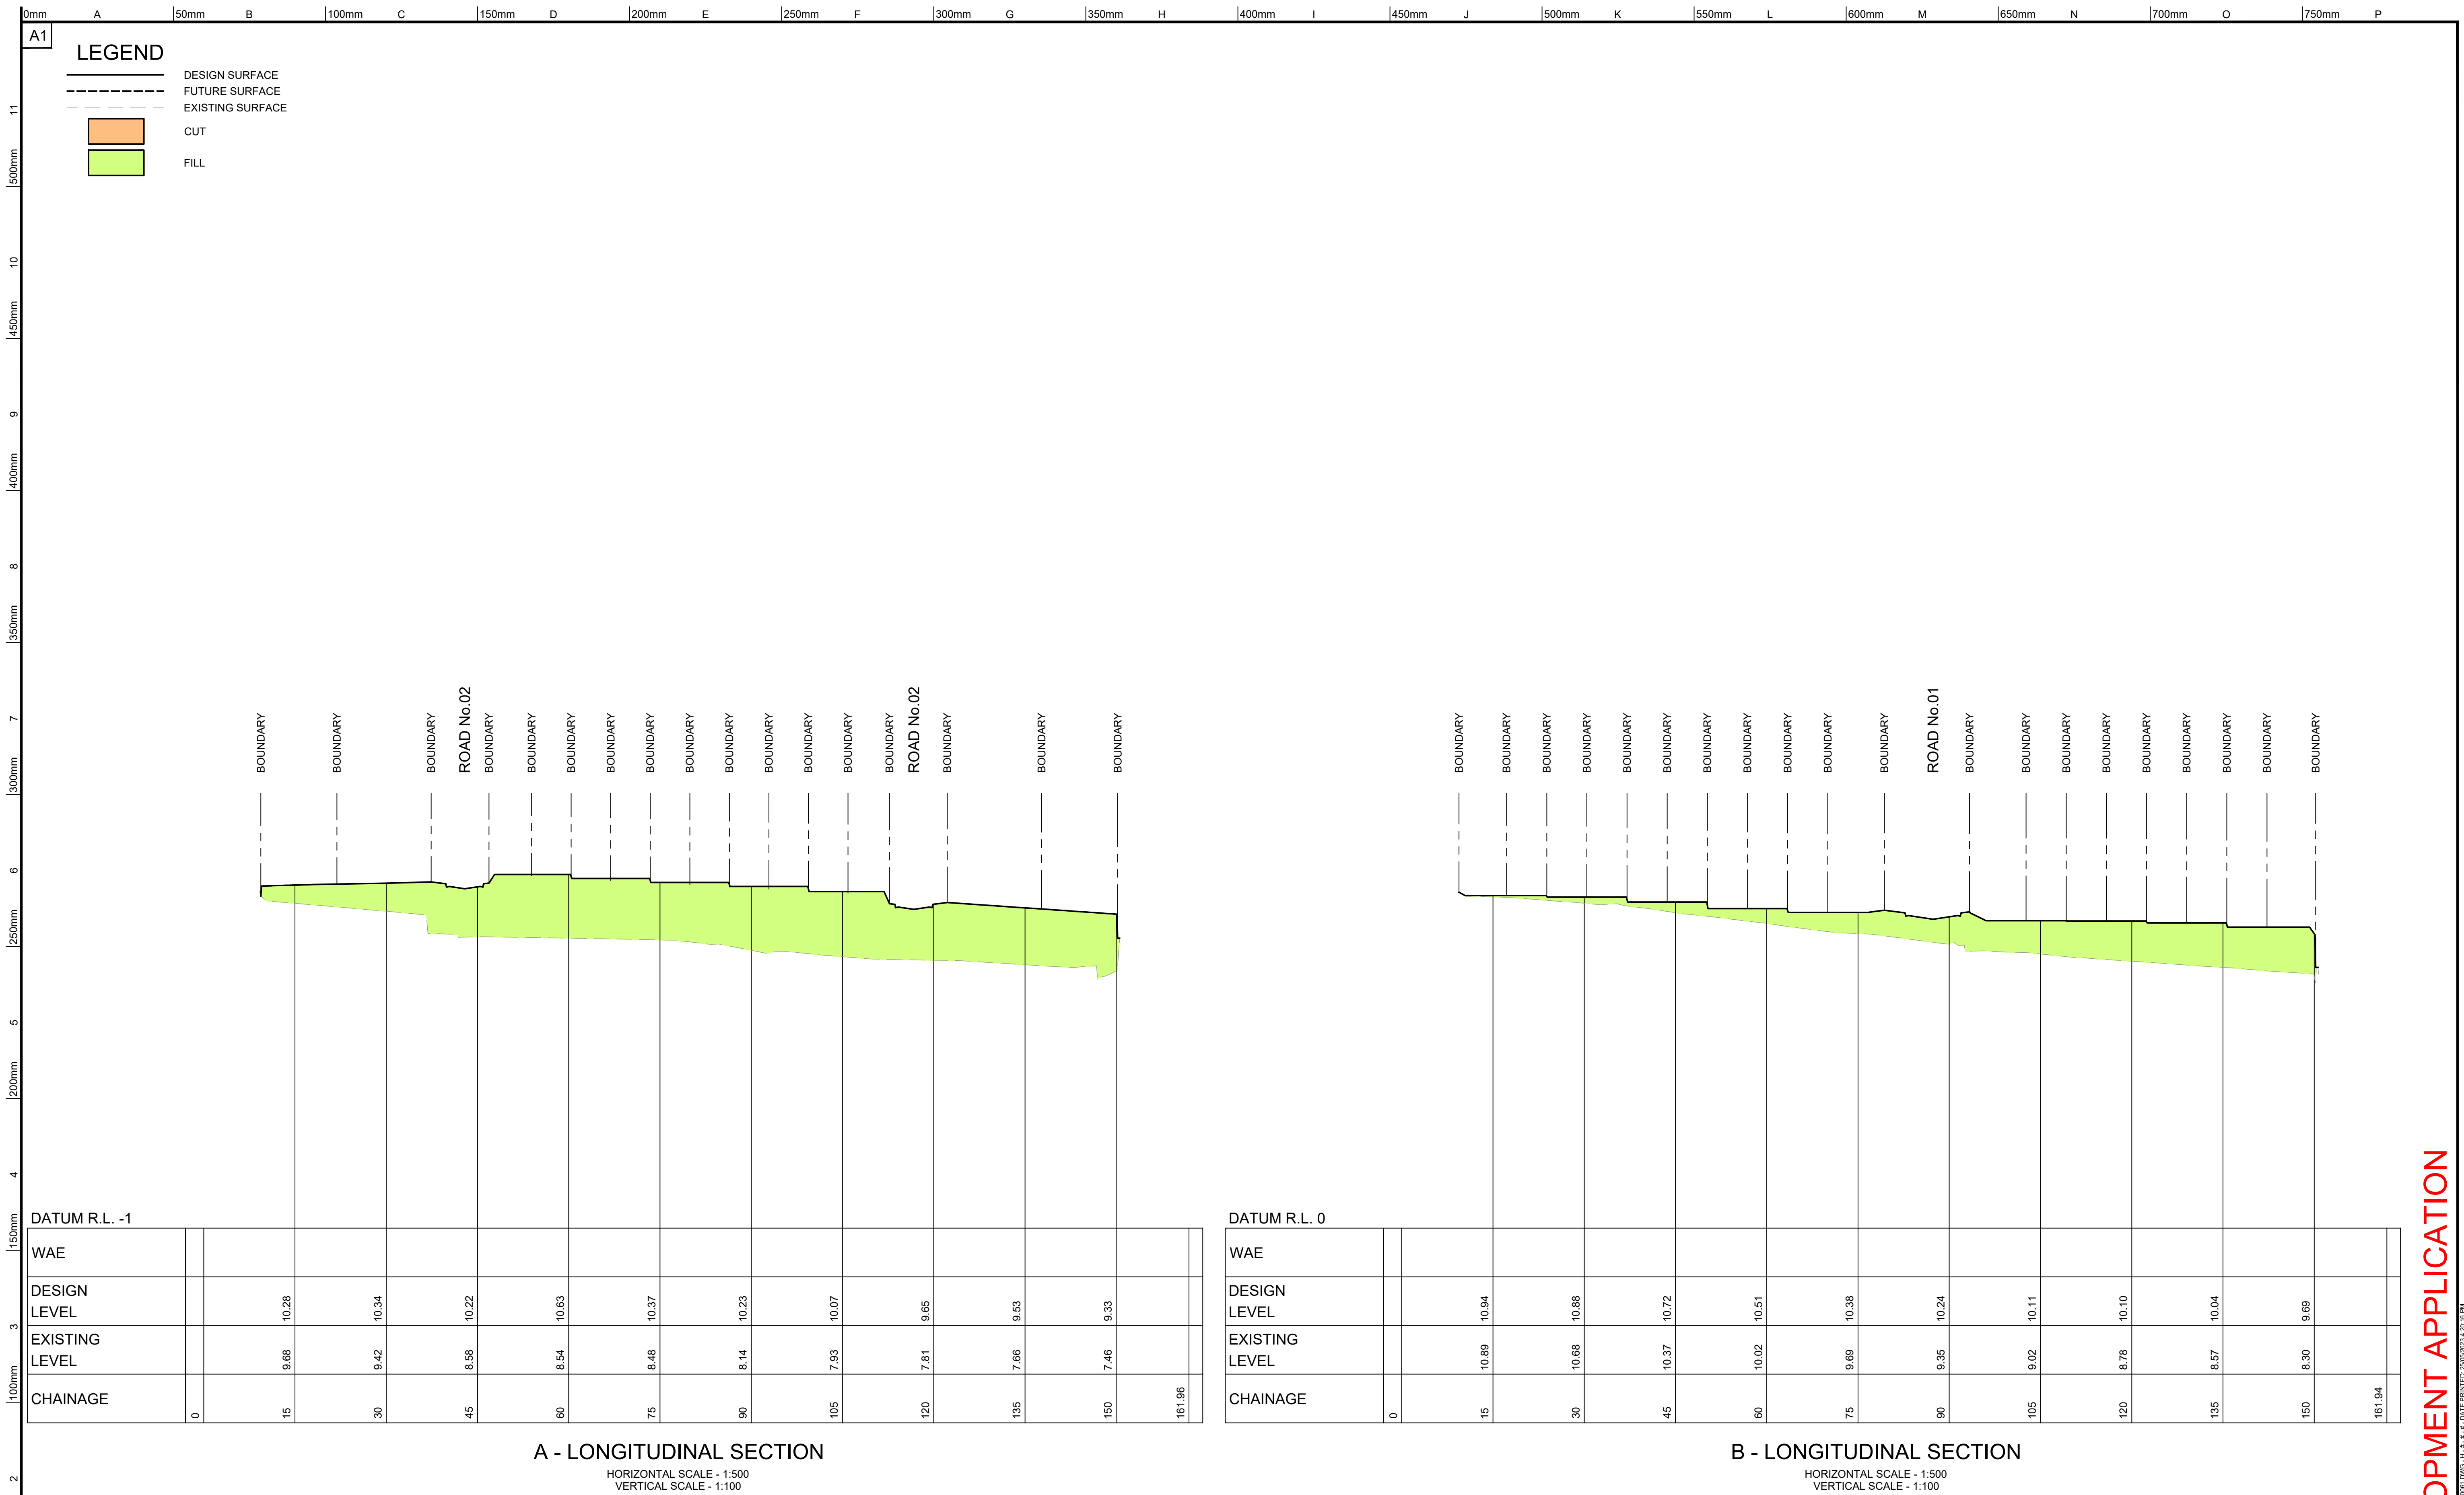 0mm A 50mm B 100mm C 150mm D 200mm E 250mm F 300mm G 350mm H 400mm I 450mm J 500mm K 550mm L 600mm M 650mm N 700mm O 750mm P
A1
11
500mm
10
450mm
9
400mm
8
350mm
7
300mm
6
250mm
5
200mm
4
150mm
3
100mm
2
LEGEND
DESIGN SURFACE
FUTURE SURFACE
EXISTING SURFACE
CUT
FILL
BOUNDARY
BOUNDARY
BOUNDARY
ROAD No.02
BOUNDARY
BOUNDARY
BOUNDARY
BOUNDARY
BOUNDARY
BOUNDARY
BOUNDARY
BOUNDARY
BOUNDARY
BOUNDARY
BOUNDARY
ROAD No.02
BOUNDARY
BOUNDARY
BOUNDARY
DATUM R.L. -1
WAE
DESIGN
LEVEL
10.28 10.34 10.22 10.63 10.37 10.23 10.07 9.65 9.53 9.33
EXISTING
LEVEL
9.68 9.42 8.58 8.54 8.48 8.14 7.93 7.81 7.66 7.46
CHAINAGE
0 15 30 45 60 75 90 105 120 135 150 161.96
A - LONGITUDINAL SECTION
HORIZONTAL SCALE - 1:500
VERTICAL SCALE - 1:100
BOUNDARY
BOUNDARY
BOUNDARY
BOUNDARY
BOUNDARY
BOUNDARY
BOUNDARY
BOUNDARY
BOUNDARY
BOUNDARY
BOUNDARY
ROAD No.01
BOUNDARY
BOUNDARY
BOUNDARY
BOUNDARY
BOUNDARY
BOUNDARY
BOUNDARY
BOUNDARY
BOUNDARY
DATUM R.L. 0
WAE
DESIGN
LEVEL
10.94 10.88 10.72 10.51 10.38 10.24 10.11 10.10 10.04 9.69
EXISTING
LEVEL
10.89 10.68 10.37 10.02 9.69 9.35 9.02 8.78 8.57 8.30
CHAINAGE
0 15 30 45 60 75 90 105 120 135 150 161.94
B - LONGITUDINAL SECTION
HORIZONTAL SCALE - 1:500
VERTICAL SCALE - 1:100
OPMENT APPLICATION
DATE PRINTED: 25/05/2023 4:20:16 PM